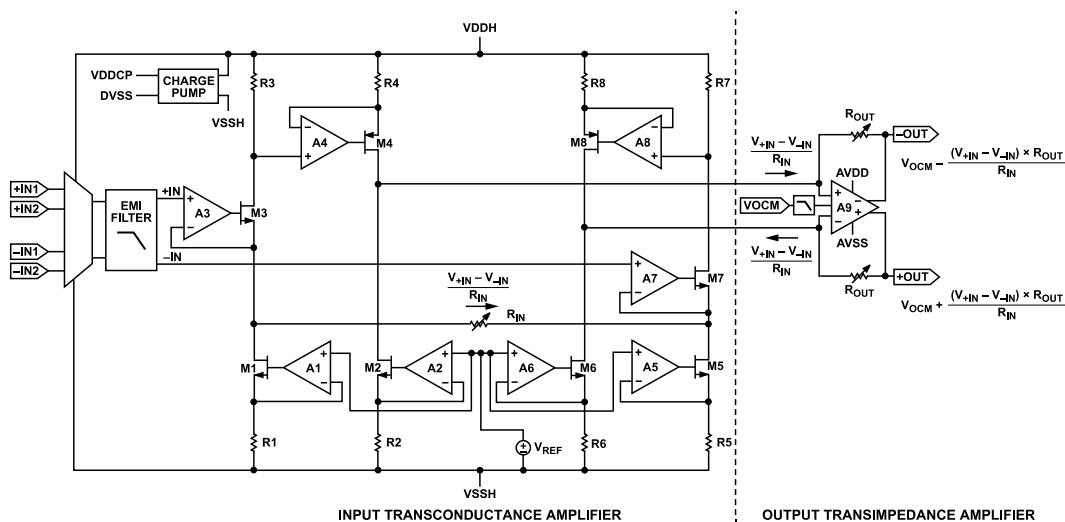 VDDH
VDDCP
DVSS
CHARGE
PUMP
VSSH
R3
R4
R8
R7
A4
M4
M8
A8
+IN1
+IN2
–IN1
–IN2
EMI
FILTER
+IN
–IN
A3
M3
A7
M7
V+IN – V–IN
RIN
RIN
M1
A1
M2
A2
A6
M6
A5
M5
R1
R2
VREF
R6
R5
VSSH
INPUT TRANSCONDUCTANCE AMPLIFIER
V+IN – V–IN
RIN
ROUT
–OUT
VOCM – (V+IN – V–IN) × ROUT
RIN
AVDD
VOCM
A9
AVSS
V+IN – V–IN
RIN
ROUT
+OUT
VOCM + (V+IN – V–IN) × ROUT
RIN
OUTPUT TRANSIMPEDANCE AMPLIFIER